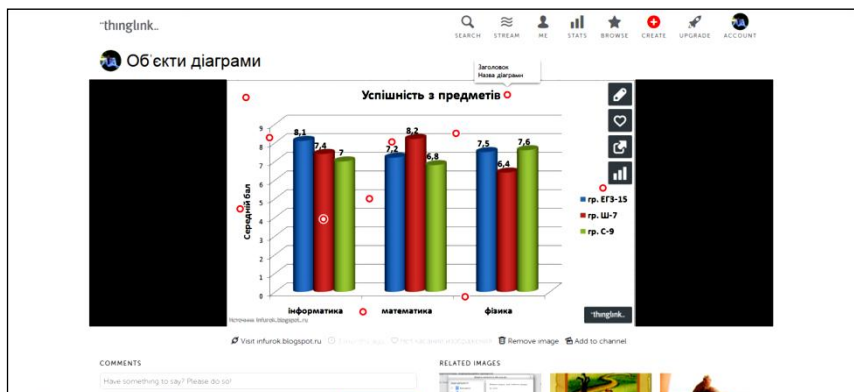 thinglink..
SEARCH STREAM ME STATS BROWSE CREATE UPGRADE ACCOUNT
Об'єкти діаграми
Заголовок
Назва діаграми
Успішність з предметів
Середній бал
9
8
7
6
5
4
3
2
1
0
8,1 7,4 7
7,2 8,2 6,8
7,5 6,4 7,6
гр. ЕГЗ-15
гр. Ш-7
гр. С-9
інформатика математика фізика
Источник infurok.blogspot.ru
thinglink..
Visit infurok.blogspot.ru Remove image Add to channel
COMMENTS
Have something to say? Please do so!
RELATED IMAGES